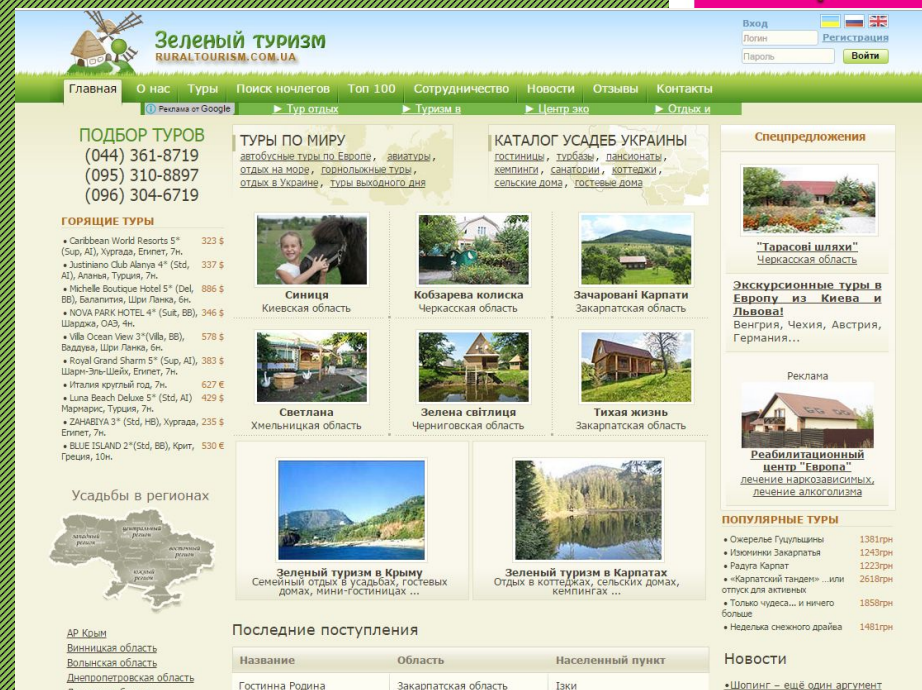 Зеленый туризм
RURALTOURISM.COM.UA
Вход
Логин
Регистрация
Пароль
Войти
Главная О нас Туры Поиск ночлегов Топ 100 Сотрудничество Новости Отзывы Контакты
Реклама от Google ► Тур отдых ► Туризм в ► Центр эко ► Отдых и
ПОДБОР ТУРОВ
(044) 361-8719
(095) 310-8897
(096) 304-6719
ГОРЯЩИЕ ТУРЫ
• Caribbean World Resorts 5* 323 $
(Sup, AI), Хургада, Египет, 7н.
• Justiniano Club Alanya 4* (Std, 337 $
AI), Аланья, Турция, 7н.
• Michelle Boutique Hotel 5* (Del, 886 $
BB), Балапития, Шри Ланка, 6н.
• NOVA PARK HOTEL 4* (Suit, BB), 346 $
Шарджа, ОАЭ, 4н.
• Villa Ocean View 3*(Villa, BB), 578 $
Ваддува, Шри Ланка, 6н.
• Royal Grand Sharm 5* (Sup, AI), 383 $
Шарм-Эль-Шейх, Египет, 7н.
• Италия круглый год, 7н. 627 €
• Luna Beach Deluxe 5* (Std, AI) 429 $
Мармарис, Турция, 7н.
• ZAHABIYA 3* (Std, HB), Хургада, 235 $
Египет, 7н.
• BLUE ISLAND 2*(Std, BB), Крит, 530 €
Греция, 10н.
Усадьбы в регионах
западный
регион
центральный
регион
восточный
регион
южный
регион
АР Крым
Винницкая область
Волынская область
Днепропетровская область
ТУРЫ ПО МИРУ
автобусные туры по Европе, авиатуры,
отдых на море, горнолыжные туры,
отдых в Украине, туры выходного дня
КАТАЛОГ УСАДЕБ УКРАИНЫ
гостиницы, турбазы, пансионаты,
кемпинги, санатории, коттеджи,
сельские дома, гостевые дома
Синиця
Киевская область
Кобзарева колиска
Черкасская область
Зачаровані Карпати
Закарпатская область
Светлана
Хмельницкая область
Зелена світлиця
Черниговская область
Тихая жизнь
Закарпатская область
Зеленый туризм в Крыму
Семейный отдых в усадьбах, гостевых
домах, мини-гостиницах ...
Зеленый туризм в Карпатах
Отдых в коттеджах, сельских домах,
кемпингах ...
Последние поступления
Название Область Населенный пункт
Гостинна Родина Закарпатская область Ізки
Спецпредложения
"Тарасові шляхи"
Черкасская область
Экскурсионные туры в
Европу из Киева и
Львова!
Венгрия, Чехия, Австрия,
Германия...
Реклама
Реабилитационный
центр "Европа"
лечение наркозависимых,
лечение алкоголизма
ПОПУЛЯРНЫЕ ТУРЫ
• Ожерелье Гуцульщины 1381грн
• Изюминки Закарпатья 1243грн
• Радуга Карпат 1223грн
• «Карпатский тандем» ...или 2618грн
отпуск для активных
• Только чудеса... и ничего 1858грн
больше
• Неделька снежного драйва 1481грн
Новости
•Шопинг – ещё один аргумент